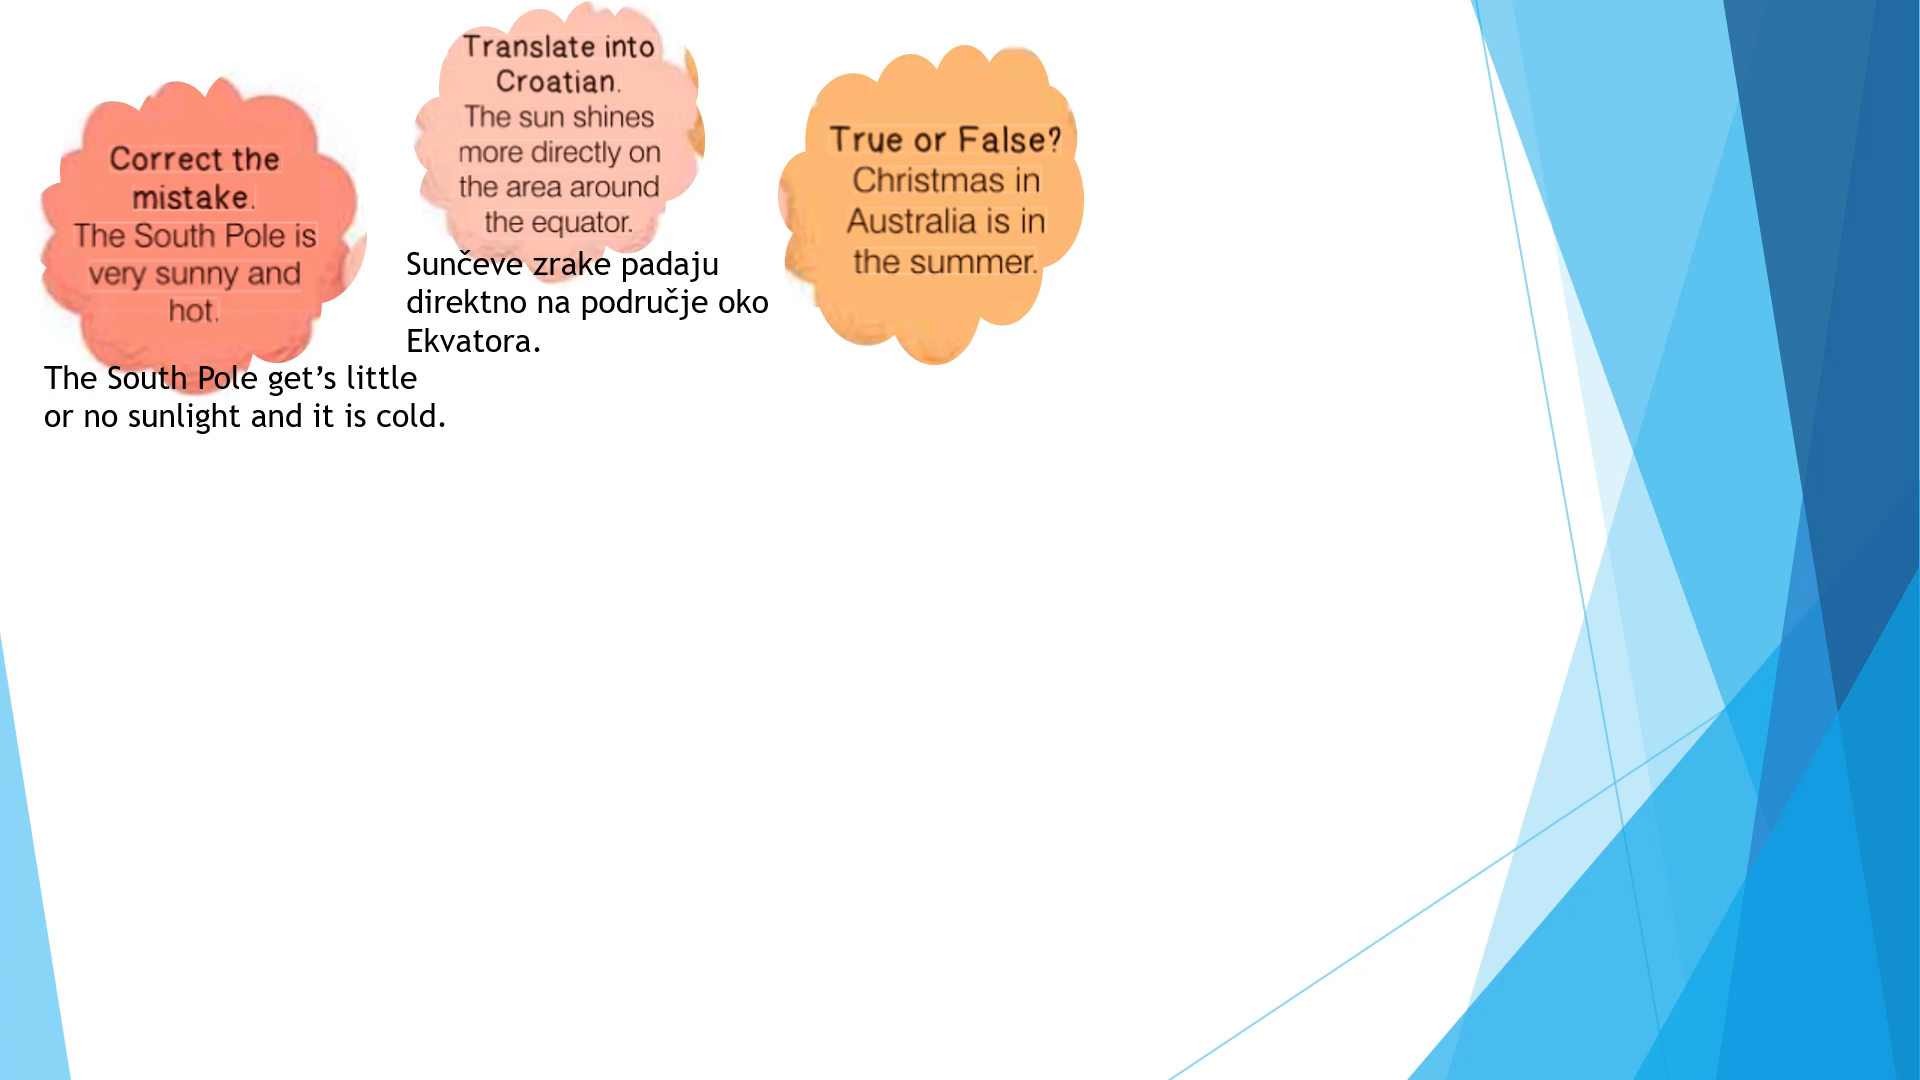 Correct the
mistake.
The South Pole is
very sunny and
hot.
The South Pole get’s little
or no sunlight and it is cold.
Translate into
Croatian.
The sun shines
more directly on
the area around
the equator.
Sunčeve zrake padaju
direktno na područje oko
Ekvatora.
True or False?
Christmas in
Australia is in
the summer.